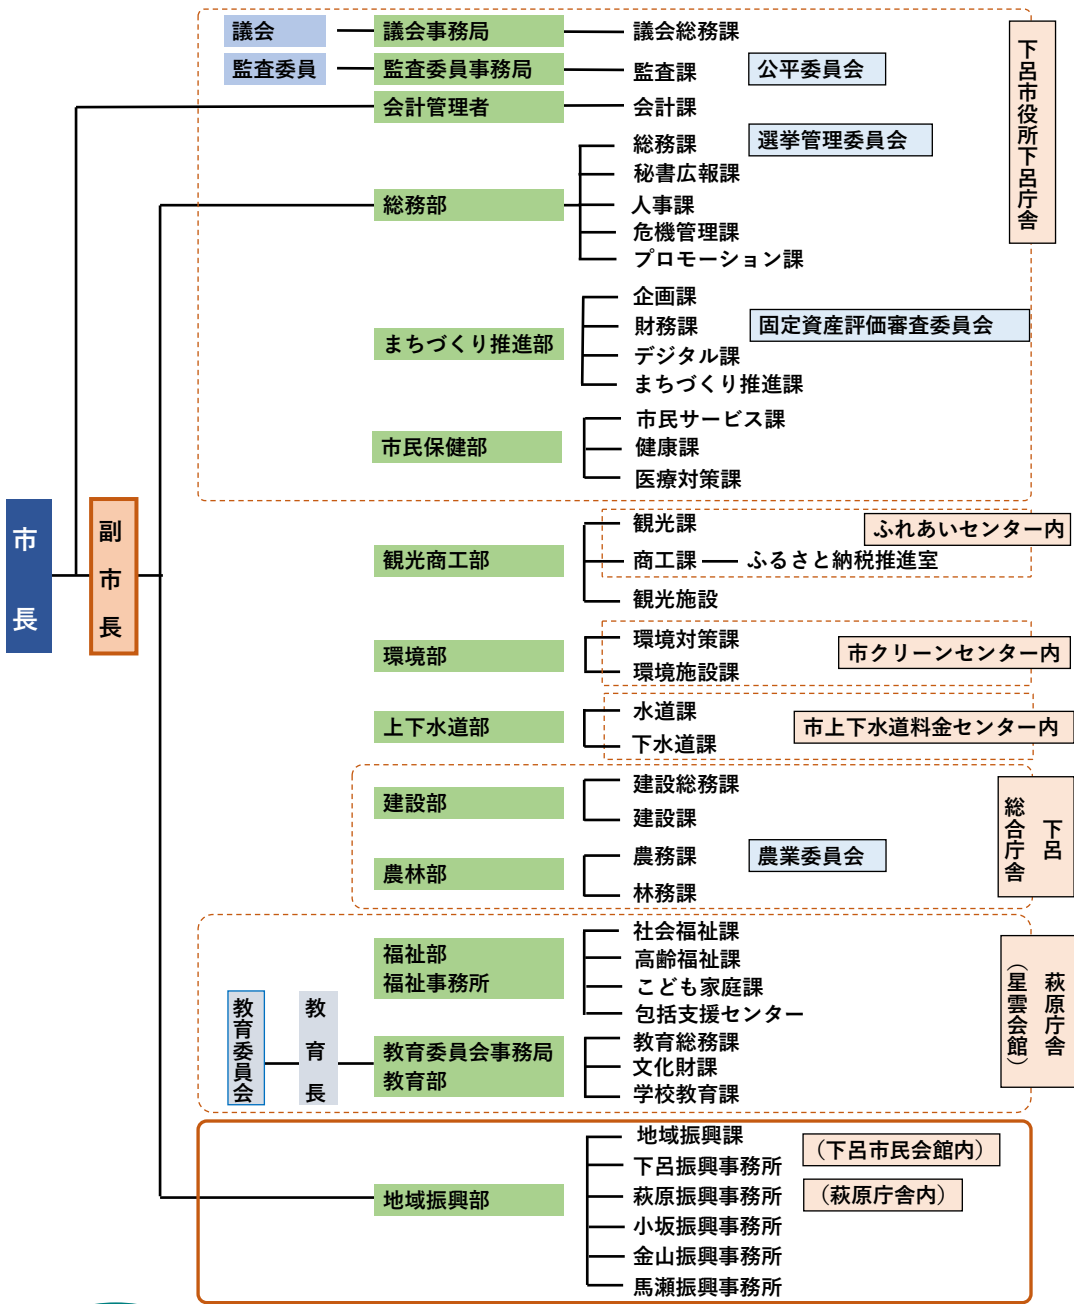 議会
議会事務局
議会総務課
監査委員
監査委員事務局
監査課
公平委員会
会計管理者
会計課
下呂市役所下呂庁舎
総務部
総務課
選挙管理委員会
秘書広報課
人事課
危機管理課
プロモーション課
まちづくり推進部
企画課
財務課
固定資産評価審査委員会
デジタル課
まちづくり推進課
市民保健部
市民サービス課
健康課
医療対策課
市長
副市長
観光商工部
観光課
ふれあいセンター内
商工課
ふるさと納税推進室
観光施設
環境部
環境対策課
市クリーンセンター内
環境施設課
上下水道部
水道課
市上下水道料金センター内
下水道課
建設部
建設総務課
建設課
下呂
総合庁舎
農林部
農務課
農業委員会
林務課
福祉部
福祉事務所
社会福祉課
高齢福祉課
こども家庭課
包括支援センター
萩原庁舎
（星雲会館）
教育委員会
教育長
教育委員会事務局
教育部
教育総務課
文化財課
学校教育課
地域振興部
地域振興課
（下呂市民会館内）
下呂振興事務所
萩原振興事務所
（萩原庁舎内）
小坂振興事務所
金山振興事務所
馬瀬振興事務所